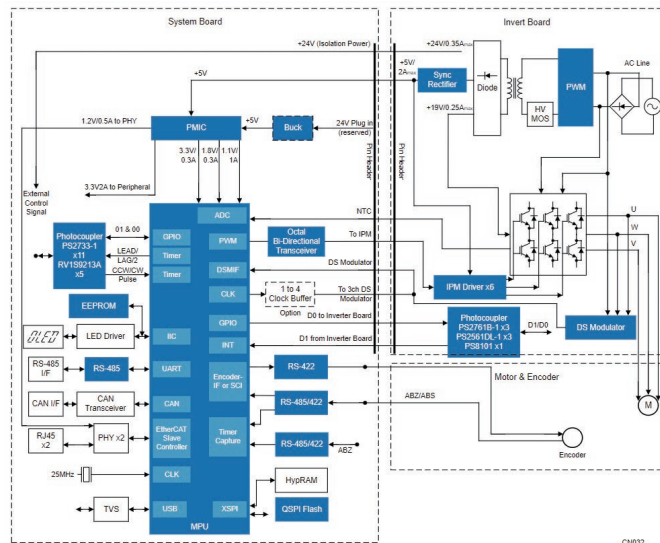 System Board
Invert Board
+24V (Isolation Power)
+24V/0.35Amax
+5V/
2Amax
Sync
Rectifier
Diode
PWM
AC Line
+5V
1.2V/0.5A to PHY
PMIC
+5V
Buck
24V Plug in
(reserved)
+19V/0.25Amax
HV
MOS
3.3V/
0.3A
1.8V/
0.3A
1.1V/
1A
Pin Header
Pin Header
3.3V2A to Peripheral
External
Control
Signal
Photocoupler
PS2733-1
x11
RV1S9213A
x5
01 & 00
LEAD/
LAG/2
CCW/CW
Pulse
GPIO
Timer
Timer
ADC
PWM
DSMIF
CLK
GPIO
INT
NTC
Octal
Bi-Directional
Transceiver
To IPM
DS Modulator
1 to 4
Clock Buffer
Option
To 3ch DS
Modulator
D0 to Inverter Board
D1 from Inverter Board
U
W
V
IPM Driver x6
Photocoupler
PS2761B-1 x3
PS2561DL-1 x3
PS8101 x1
D1/D0
DS Modulator
EEPROM
LED Driver
IIC
RS-485
I/F
RS-485
UART
CAN I/F
CAN
Transceiver
CAN
RJ45
x2
PHY x2
EtherCAT
Slave
Controller
Encoder-
IF or SCI
Timer
Capture
RS-422
RS-485/422
RS-485/422
ABZ
ABZ/ABS
Motor & Encoder
M
Encoder
25MHz
CLK
TVS
USB
XSPI
MPU
HypRAM
QSPI Flash
CN032